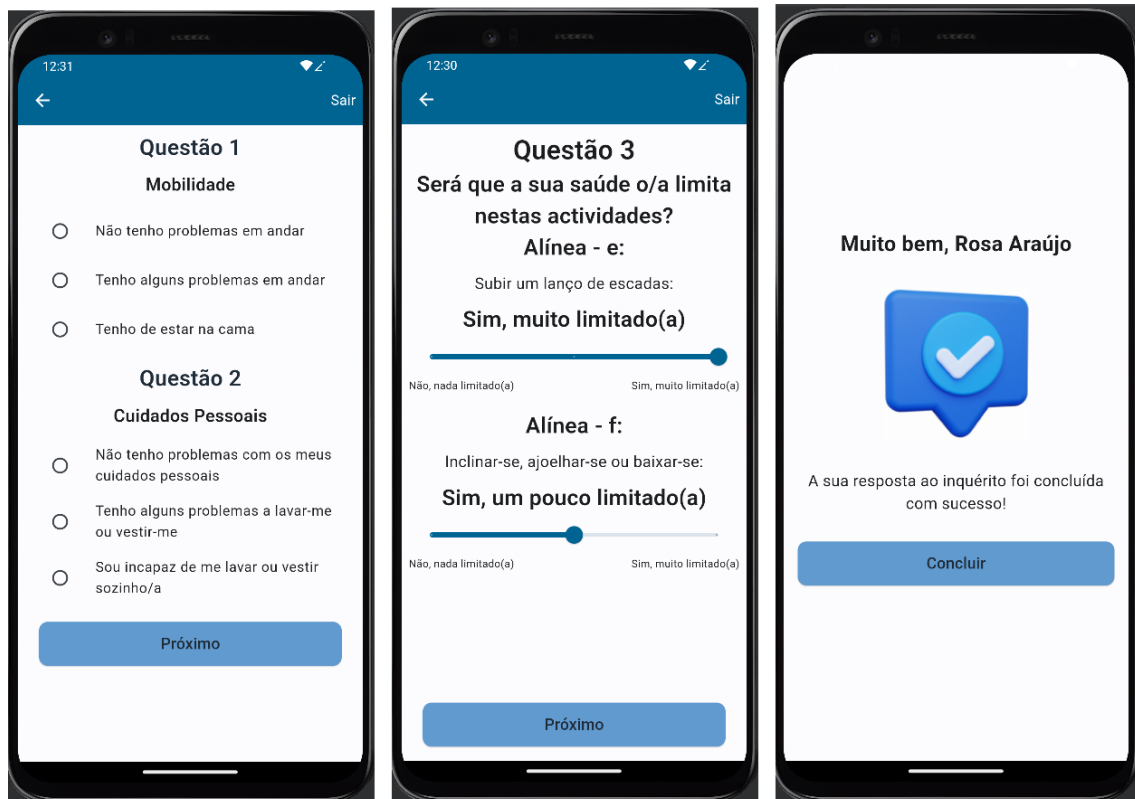 12:31
Sair
Questão 1
Mobilidade
Não tenho problemas em andar
Tenho alguns problemas em andar
Tenho de estar na cama
Questão 2
Cuidados Pessoais
Não tenho problemas com os meus
cuidados pessoais
Tenho alguns problemas a lavar-me
ou vestir-me
Sou incapaz de me lavar ou vestir
sozinho/a
Próximo
12:30
Sair
Questão 3
Será que a sua saúde o/a limita
nestas actividades?
Alínea - e:
Subir um lanço de escadas:
Sim, muito limitado(a)
Não, nada limitado(a) Sim, muito limitado(a)
Alínea - f:
Inclinar-se, ajoelhar-se ou baixar-se:
Sim, um pouco limitado(a)
Não, nada limitado(a) Sim, muito limitado(a)
Próximo
Muito bem, Rosa Araújo
A sua resposta ao inquérito foi concluída
com sucesso!
Concluir